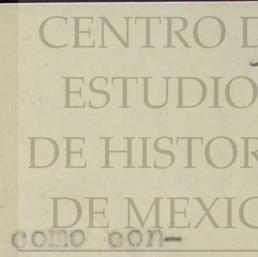 CENTRO D
ESTUDIO
DE HISTOR
DE MEXIC
como con-